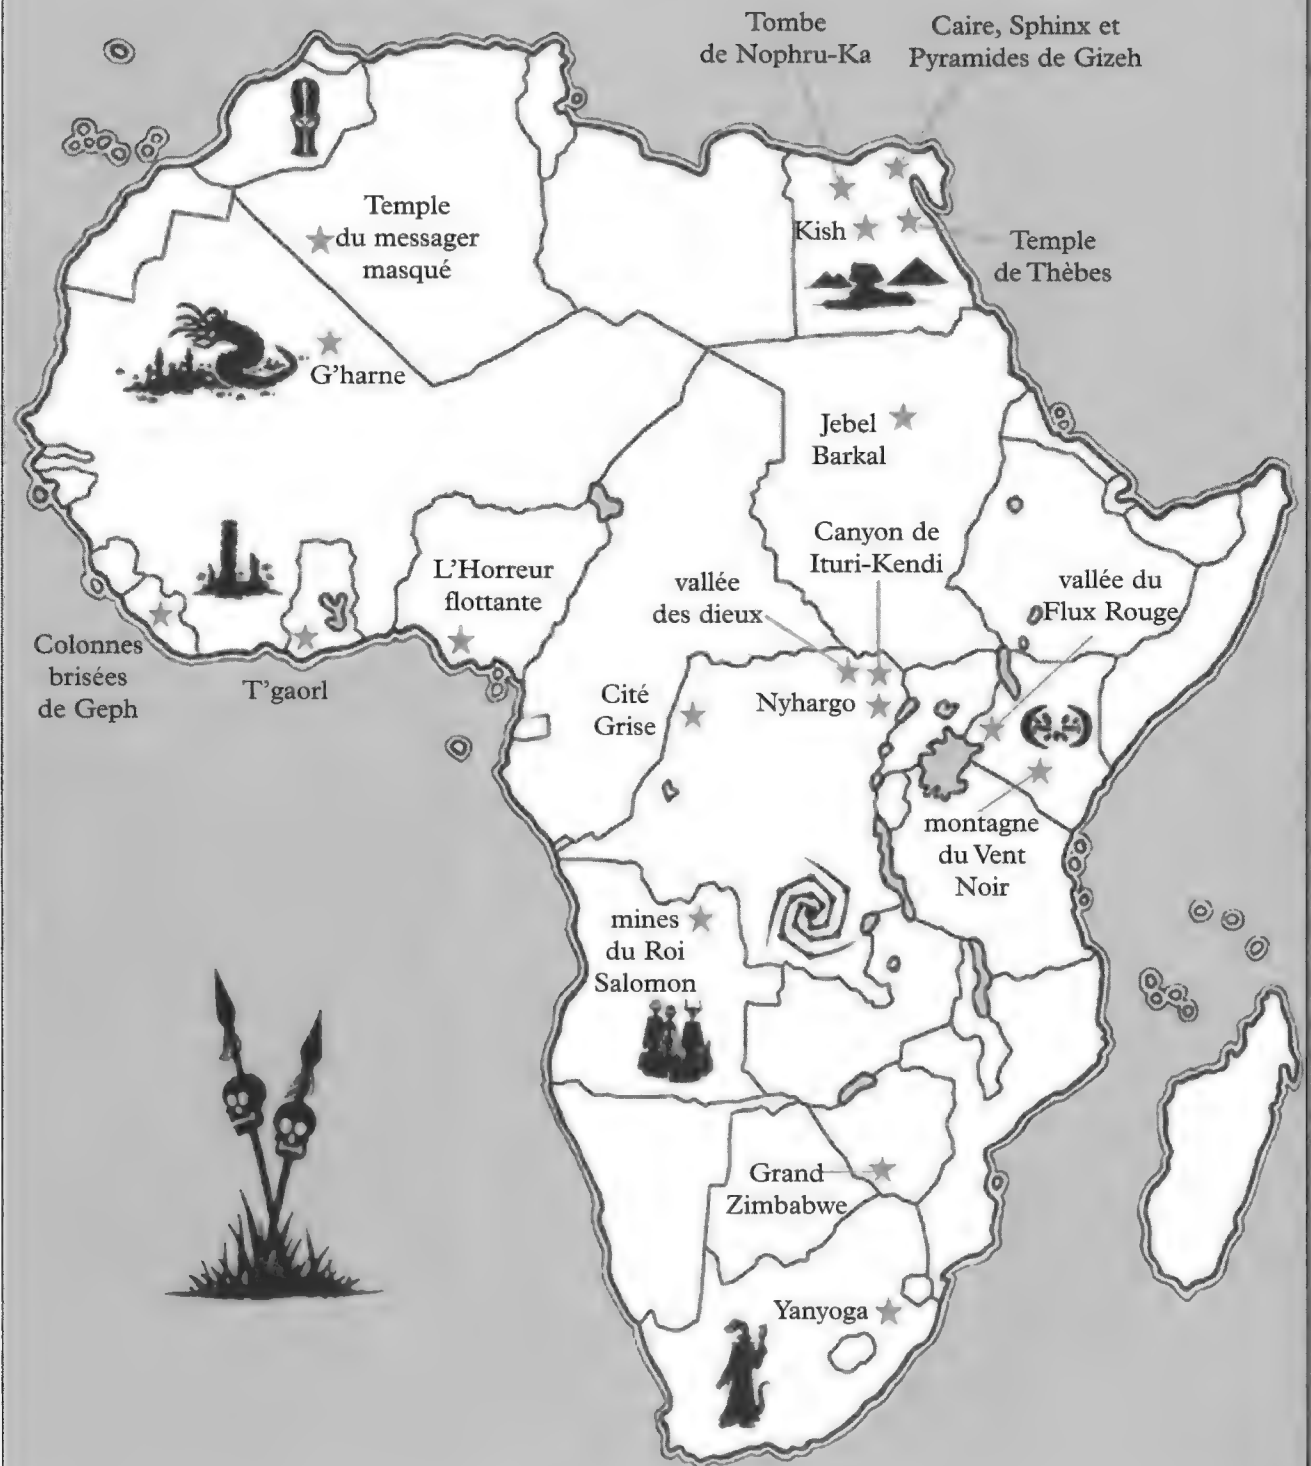 Tombe
de Nophru-Ka
Caire, Sphinx et
Pyramides de Gizeh
Temple
du messager
masqué
Kish
Temple
de Thèbes
G'harne
Jebel
Barkal
Canyon de
Ituri-Kendi
L'Horreur
flottante
vallée
des dieux
vallée du
Flux Rouge
Colonnes
brisées
de Geph
T'gaorl
Cité
Grise
Nyhargo
montagne
du Vent
Noir
mines
du Roi
Salomon
Grand
Zimbabwe
Yanyoga